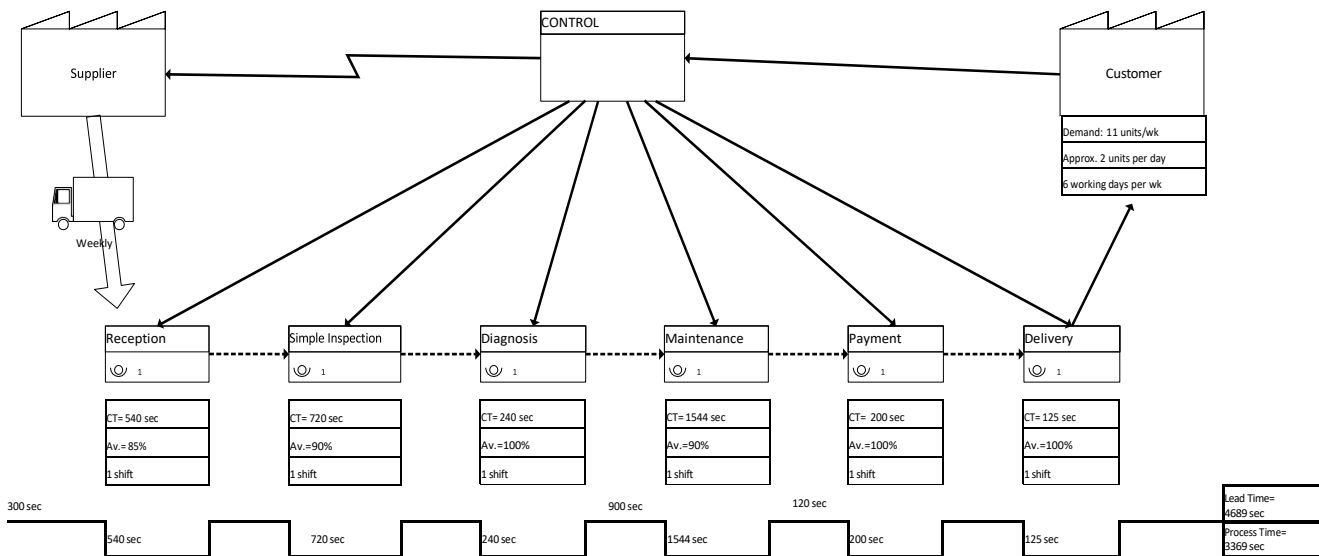 CONTROL
Supplier
Customer
Demand: 11 units/wk
Approx. 2 units per day
6 working days per wk
Weekly
Reception
Simple Inspection
Diagnosis
Maintenance
Payment
Delivery
1
1
1
1
1
1
CT= 540 sec
CT= 720 sec
CT= 240 sec
CT= 1544 sec
CT= 200 sec
CT= 125 sec
Av.= 85%
Av.=90%
Av.=100%
Av.=90%
Av.=100%
Av.=100%
1 shift
1 shift
1 shift
1 shift
1 shift
1 shift
300 sec
900 sec
120 sec
Lead Time=
4689 sec
540 sec
720 sec
240 sec
1544 sec
200 sec
125 sec
Process Time=
3369 sec